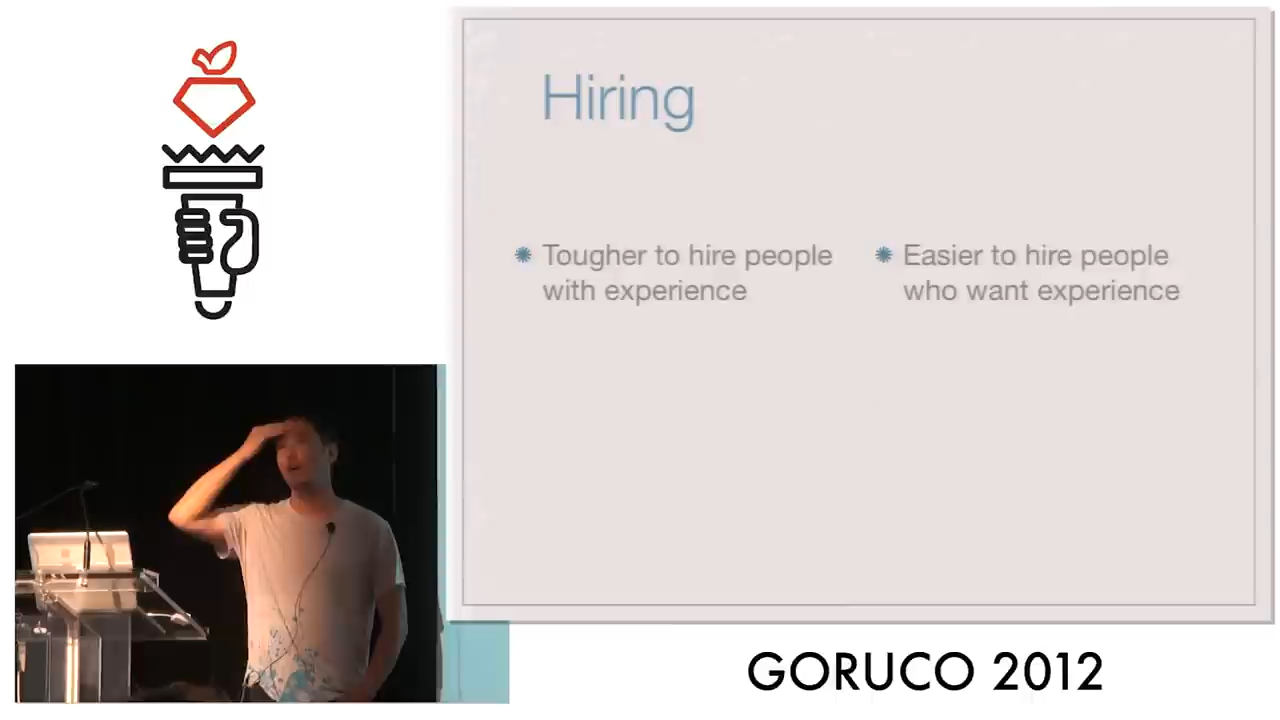 Hiring
Tougher to hire people
with experience
Easier to hire people
who want experience
GORUCO 2012